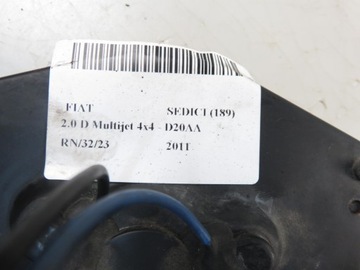 FIAT SEDICI (189)
2.0 D Multijet 4x4 - D20AA
RN/32/23 2011